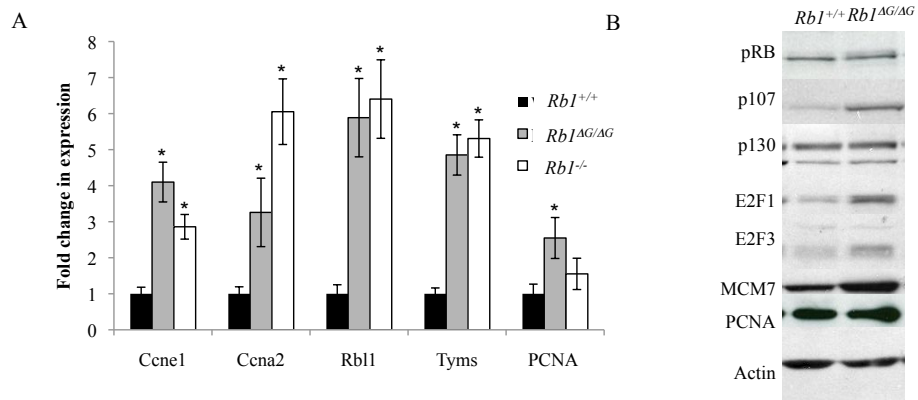 A
Fold change in expression
8
7
6
5
4
3
2
1
0
*
*
*
*
*
*
*
*
*
Rb1+/+
Rb1ΔG/ΔG
Rb1-/-
Ccne1
Ccna2
Rbl1
Tyms
PCNA
B
Rb1+/+ Rb1ΔG/ΔG
pRB
p107
p130
E2F1
E2F3
MCM7
PCNA
Actin